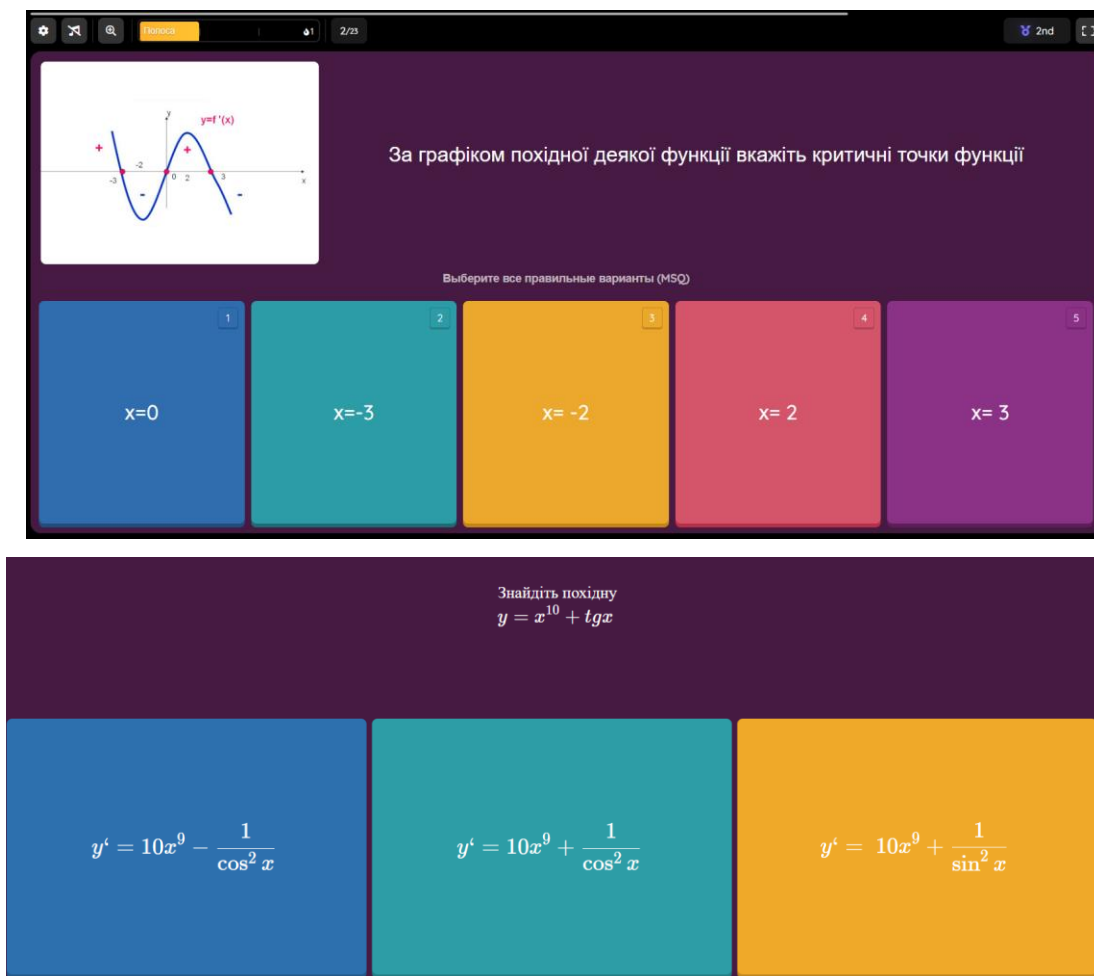 Полоса
1
2/23
2nd
y
y=f '(x)
+
+
-2
-3
0
2
3
x
-
-
За графіком похідної деякої функції вкажіть критичні точки функції
Выберите все правильные варианты (MSQ)
1
x=0
2
x=-3
3
x= -2
4
x= 2
5
x= 3
Знайдіть похідну
y = x^10 + tgx
y‘ = 10x^9 − 1/cos^2 x
y‘ = 10x^9 + 1/cos^2 x
y‘ = 10x^9 + 1/sin^2 x